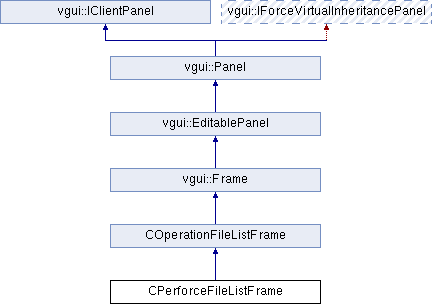 vgui::IClientPanel
vgui::IForceVirtualInheritancePanel
vgui::Panel
vgui::EditablePanel
vgui::Frame
COperationFileListFrame
CPerforceFileListFrame